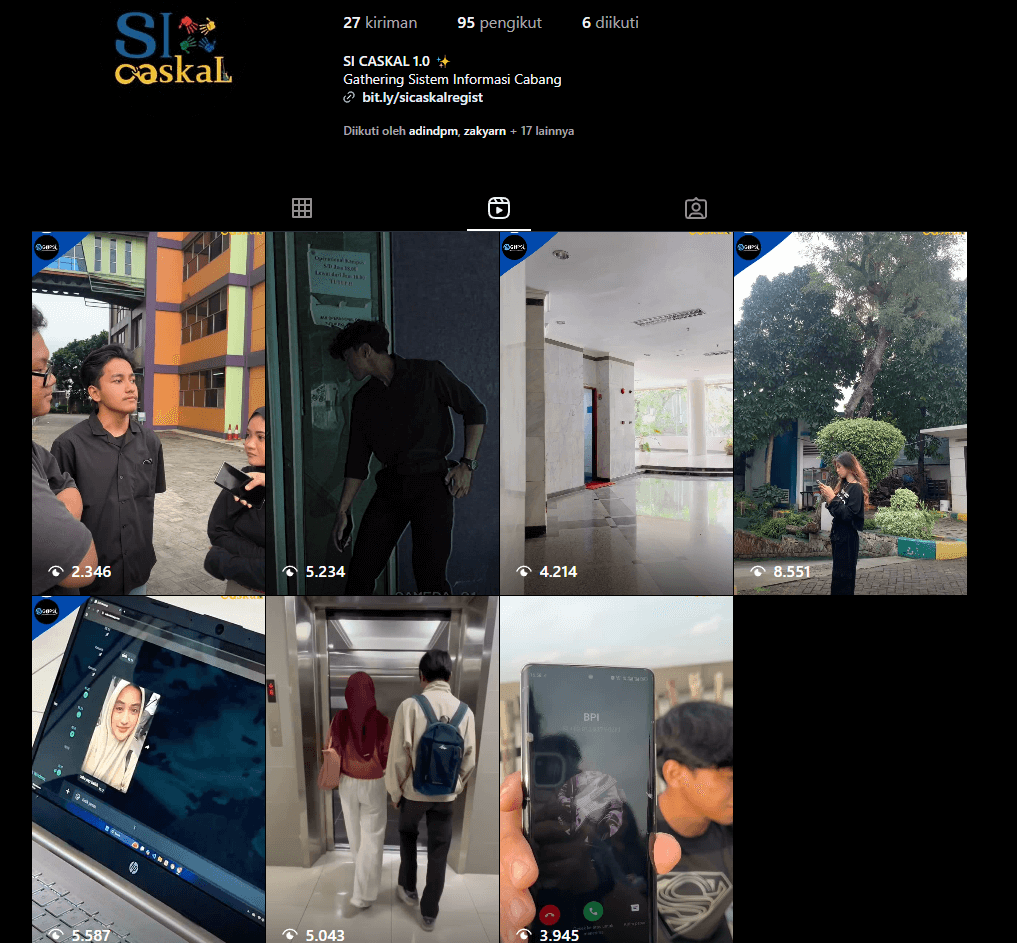 SI
caskal
27 kiriman 95 pengikut 6 diikuti
SI CASKAL 1.0 ✨
Gathering Sistem Informasi Cabang
bit.ly/sicaskalregist
Diikuti oleh adindpm, zakyarn + 17 lainnya
2.346
5.234
4.214
8.551
BPI
5.587
5.043
3.945